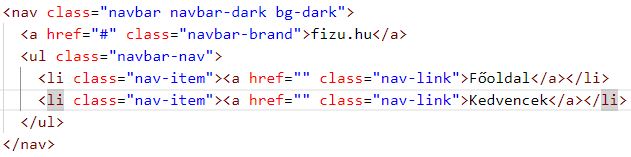 <nav class="navbar navbar-dark bg-dark">
  <a href="#" class="navbar-brand">fizu.hu</a>
  <ul class="navbar-nav">
    <li class="nav-item"><a href="" class="nav-link">Főoldal</a></li>
    <li class="nav-item"><a href="" class="nav-link">Kedvencek</a></li>
  </ul>
</nav>